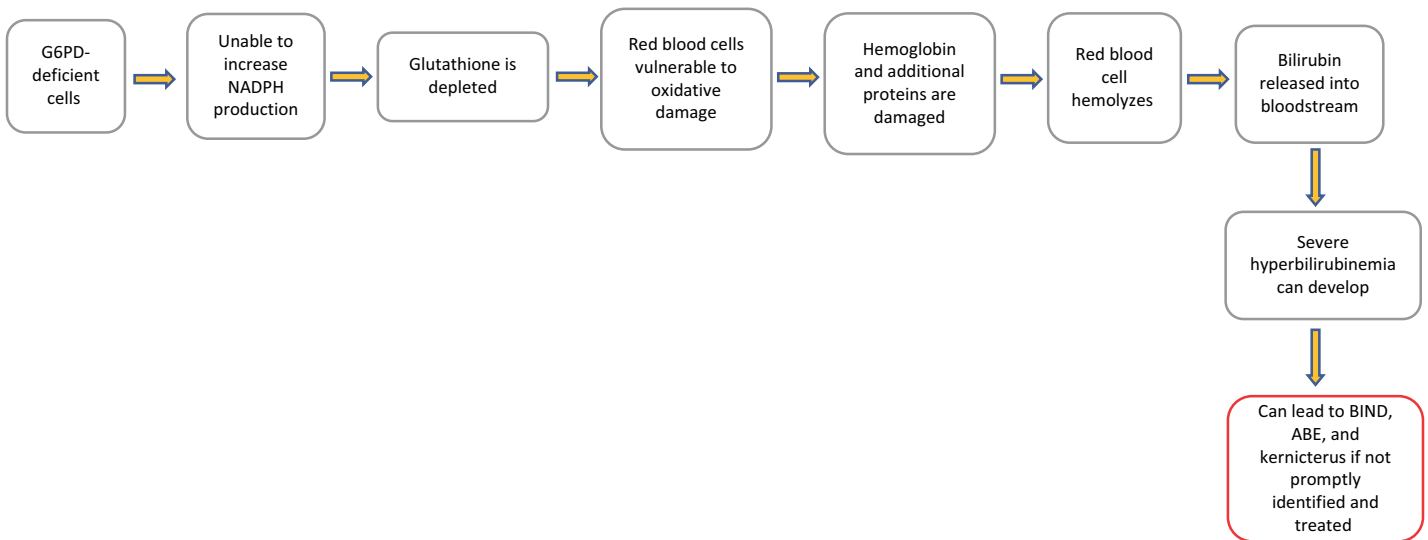 G6PD-
deficient
cells
Unable to
increase
NADPH
production
Glutathione is
depleted
Red blood cells
vulnerable to
oxidative
damage
Hemoglobin
and additional
proteins are
damaged
Red blood
cell
hemolyzes
Bilirubin
released into
bloodstream
Severe
hyperbilirubinemia
can develop
Can lead to BIND,
ABE, and
kernicterus if not
promptly
identified and
treated